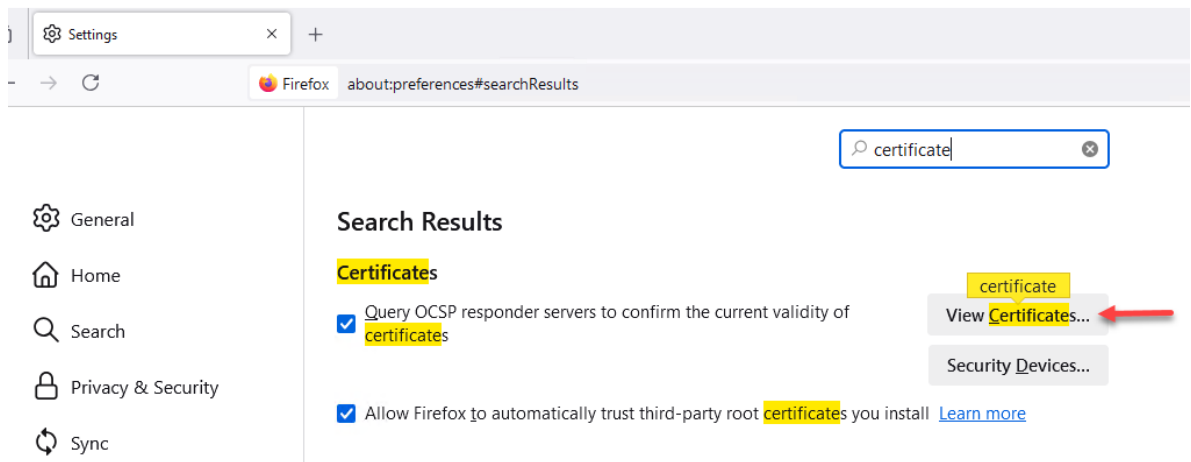 Settings
Firefox about:preferences#searchResults
certificate
General
Home
Search
Privacy & Security
Sync
Search Results
Certificates
Query OCSP responder servers to confirm the current validity of
certificates
certificate
View Certificates...
Security Devices...
Allow Firefox to automatically trust third-party root certificates you install Learn more